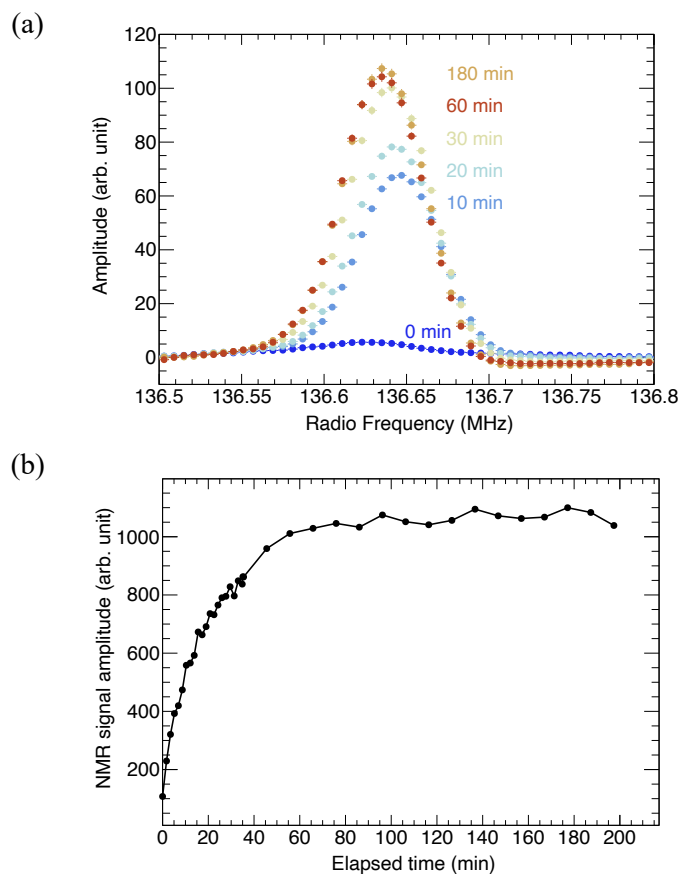 (a)
120
100
80
60
40
20
0
Amplitude (arb. unit)
180 min
60 min
30 min
20 min
10 min
0 min
136.5 136.55 136.6 136.65 136.7 136.75 136.8
Radio Frequency (MHz)
(b)
1000
800
600
400
200
NMR signal amplitude (arb. unit)
0 20 40 60 80 100 120 140 160 180 200
Elapsed time (min)